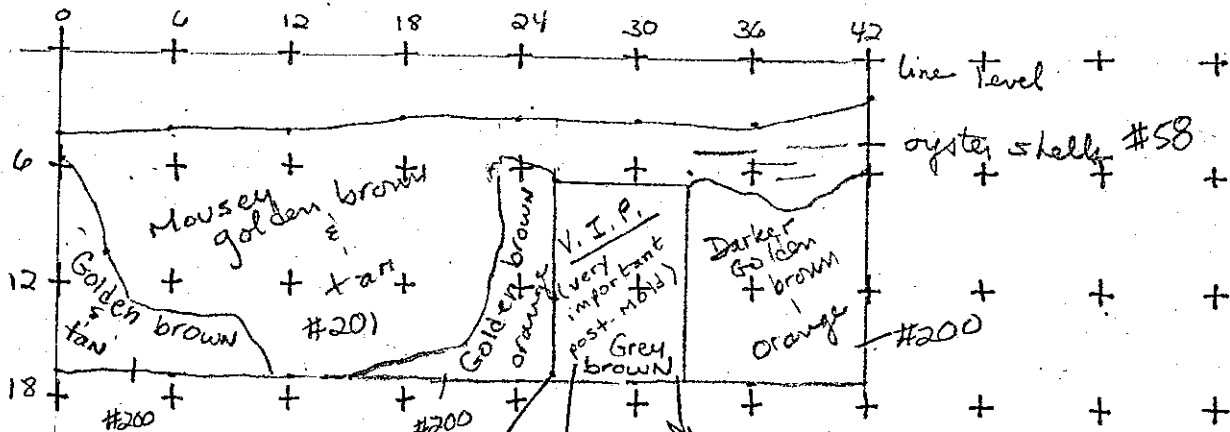 0 6 12 18 24 30 36 42
line level
oyster shells #58
6
Mousey
golden brown
&
tan
#201
Golden brown
&
tan
Golden brown
orange
V. I. P.
(very
important
post-mold)
Grey
brown
Darker
Golden
brown
orange
#200
12
18
#200
#200